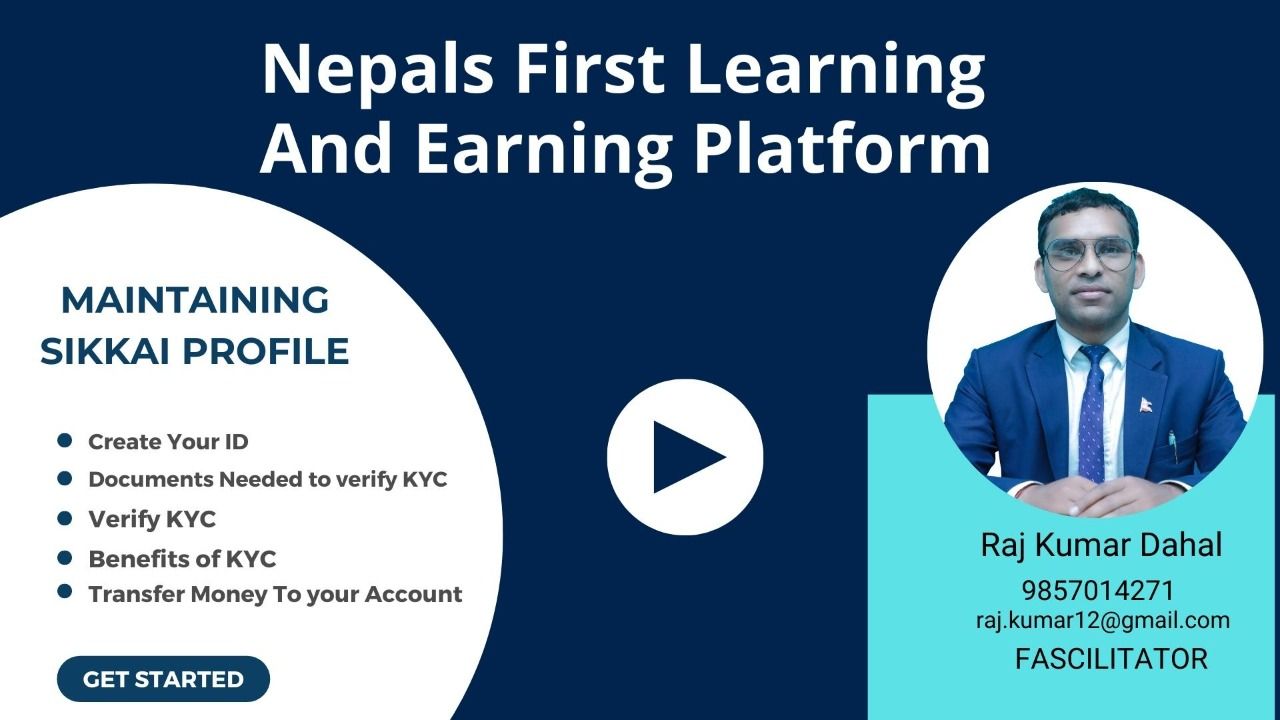 Nepals First Learning
And Earning Platform
MAINTAINING
SIKKAI PROFILE
Create Your ID
Documents Needed to verify KYC
Verify KYC
Benefits of KYC
Transfer Money To your Account
GET STARTED
Raj Kumar Dahal
9857014271
raj.kumar12@gmail.com
FASCILITATOR